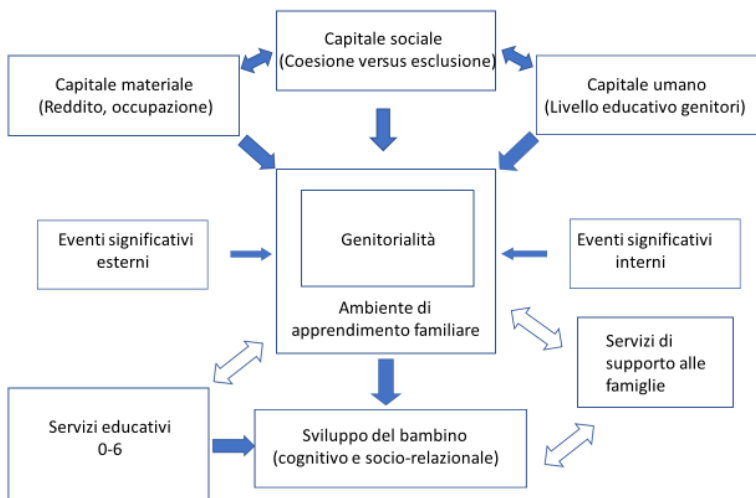 Capitale sociale
(Coesione versus esclusione)
Capitale materiale
(Reddito, occupazione)
Capitale umano
(Livello educativo genitori)
Genitorialità
Eventi significativi
esterni
Eventi significativi
interni
Ambiente di
apprendimento familiare
Servizi di
supporto alle
famiglie
Servizi educativi
0-6
Sviluppo del bambino
(cognitivo e socio-relazionale)